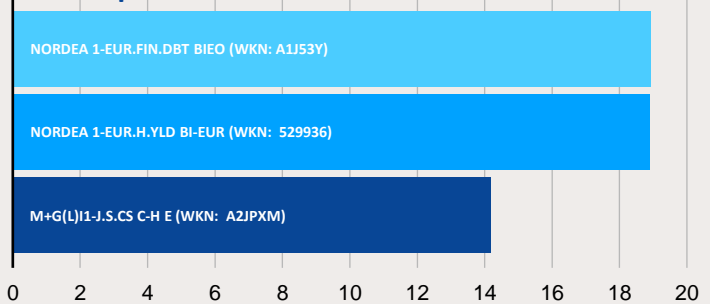 NORDEA 1-EUR.FIN.DBT BIEO (WKN: A1J53Y)
NORDEA 1-EUR.H.YLD BI-EUR (WKN: 529936)
M+G(L)I1-J.S.CS C-H E (WKN: A2JPXM)
0 2 4 6 8 10 12 14 16 18 20